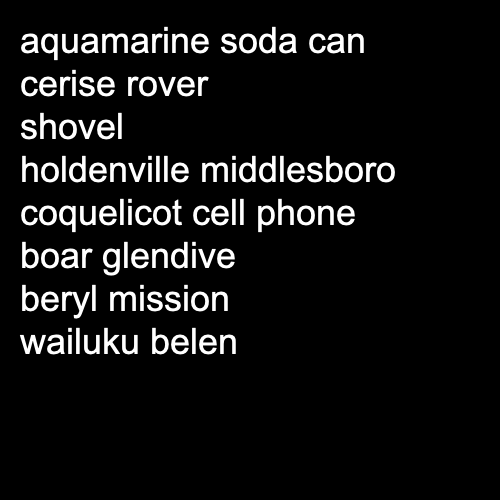 aquamarine soda can
cerise rover
shovel
holdenville middlesboro
coquelicot cell phone
boar glendive
beryl mission
wailuku belen